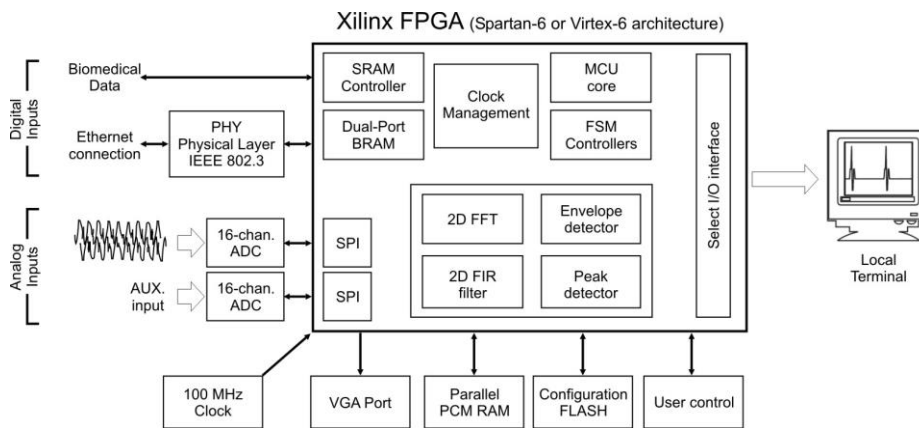 Xilinx FPGA (Spartan-6 or Virtex-6 architecture)
Digital
Inputs
Biomedical
Data
Ethernet
connection
PHY
Physical Layer
IEEE 802.3
SRAM
Controller
Dual-Port
BRAM
Clock
Management
MCU
core
FSM
Controllers
Select I/O interface
Local
Terminal
Analog
Inputs
16-chan.
ADC
SPI
AUX.
input
16-chan.
ADC
SPI
2D FFT
Envelope
detector
2D FIR
filter
Peak
detector
100 MHz
Clock
VGA Port
Parallel
PCM RAM
Configuration
FLASH
User control